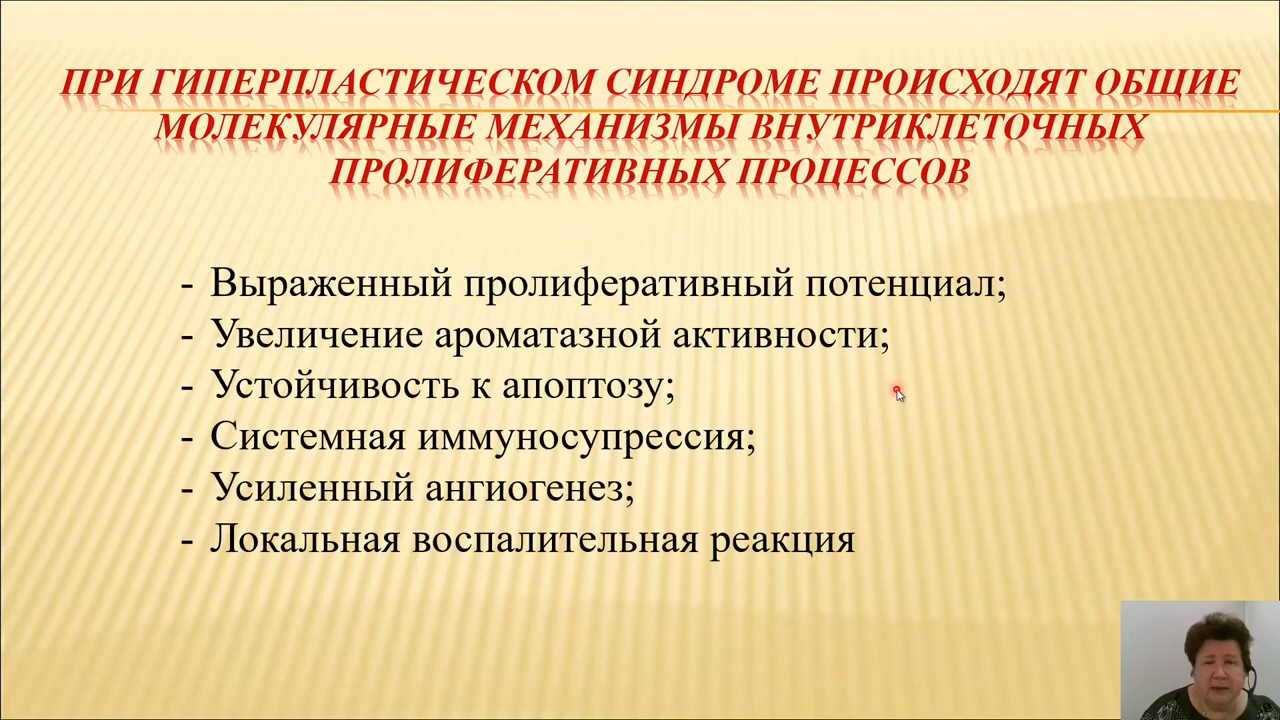 ПРИ ГИПЕРПЛАСТИЧЕСКОМ СИНДРОМЕ ПРОИСХОДЯТ ОБЩИЕ
МОЛЕКУЛЯРНЫЕ МЕХАНИЗМЫ ВНУТРИКЛЕТОЧНЫХ
ПРОЛИФЕРАТИВНЫХ ПРОЦЕССОВ
- Выраженный пролиферативный потенциал;
- Увеличение ароматазной активности;
- Устойчивость к апоптозу;
- Системная иммуносупрессия;
- Усиленный ангиогенез;
- Локальная воспалительная реакция